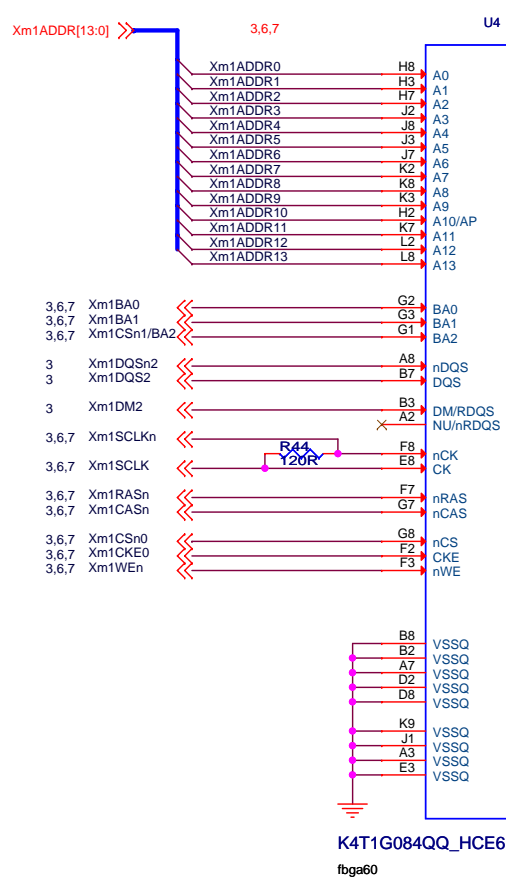 U4
Xm1ADDR[13:0] 3,6,7
Xm1ADDR0 H8 A0
Xm1ADDR1 H3 A1
Xm1ADDR2 H7 A2
Xm1ADDR3 J2 A3
Xm1ADDR4 J8 A4
Xm1ADDR5 J3 A5
Xm1ADDR6 J7 A6
Xm1ADDR7 K2 A7
Xm1ADDR8 K8 A8
Xm1ADDR9 K3 A9
Xm1ADDR10 H2 A10/AP
Xm1ADDR11 K7 A11
Xm1ADDR12 L2 A12
Xm1ADDR13 L8 A13
3,6,7 Xm1BA0 G2 BA0
3,6,7 Xm1BA1 G3 BA1
3,6,7 Xm1CSn1/BA2 G1 BA2
3 Xm1DQSn2 A8 nDQS
3 Xm1DQS2 B7 DQS
3 Xm1DM2 B3 DM/RDQS
A2 NU/nRDQS
3,6,7 Xm1SCLKn R44 F8 nCK
3,6,7 Xm1SCLK 120R E8 CK
3,6,7 Xm1RASn F7 nRAS
3,6,7 Xm1CASn G7 nCAS
3,6,7 Xm1CSn0 G8 nCS
3,6,7 Xm1CKE0 F2 CKE
3,6,7 Xm1WEn F3 nWE
B8 VSSQ
B2 VSSQ
A7 VSSQ
D2 VSSQ
D8 VSSQ
K9 VSSQ
J1 VSSQ
A3 VSSQ
E3 VSSQ
K4T1G084QQ_HCE6
fbga60